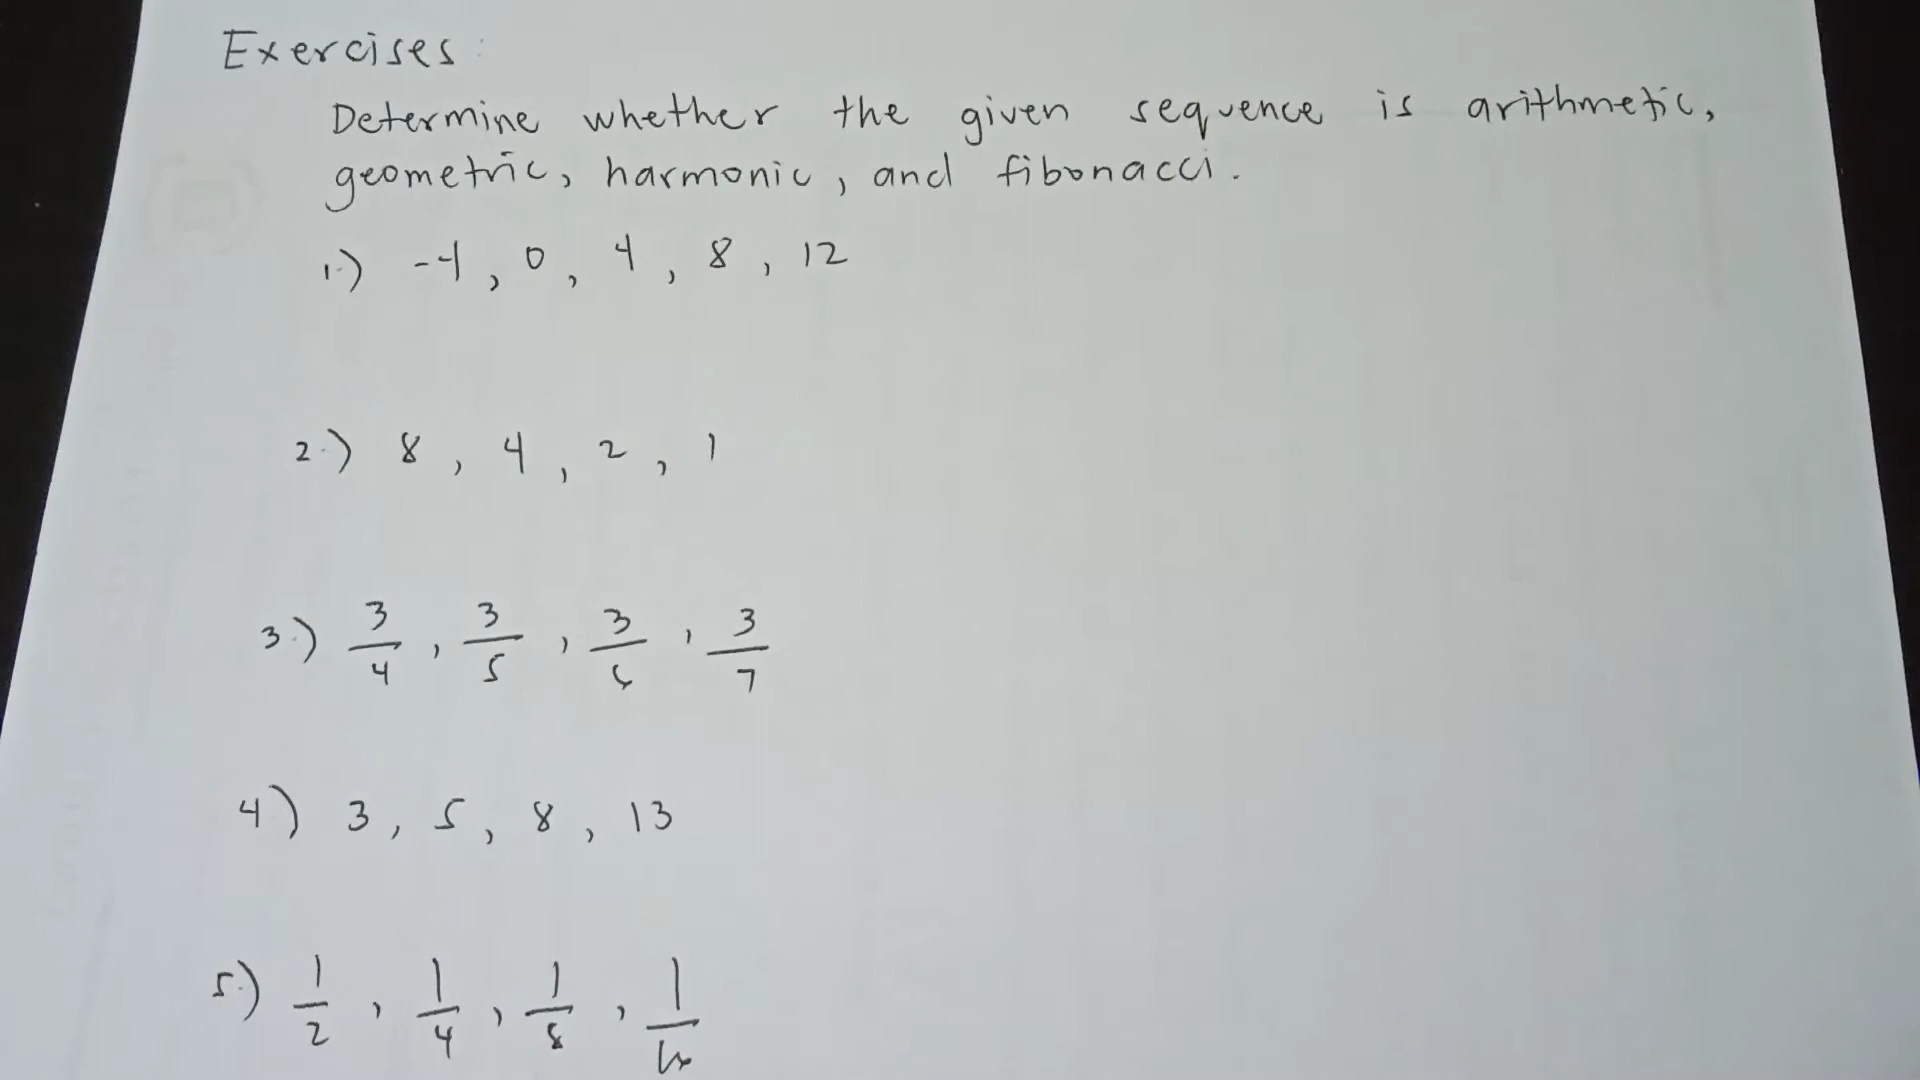 Exercises:
Determine whether the given sequence is arithmetic,
geometric, harmonic, and fibonacci.
1.) -4, 0, 4, 8, 12
2.) 8, 4, 2, 1
3.) 3/4, 3/5, 3/6, 3/7
4) 3, 5, 8, 13
5.) 1/2, 1/4, 1/8, 1/16